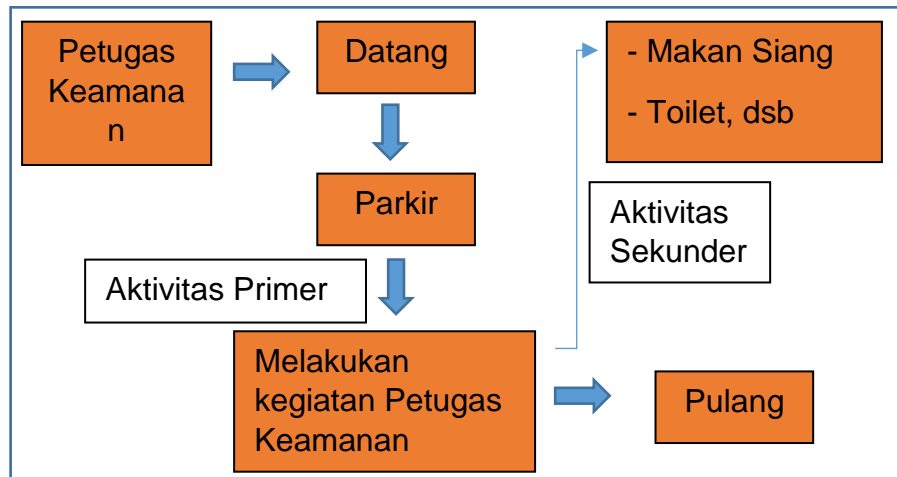 Petugas
Keamana
n
Datang
- Makan Siang
- Toilet, dsb
Parkir
Aktivitas
Sekunder
Aktivitas Primer
Melakukan
kegiatan Petugas
Keamanan
Pulang